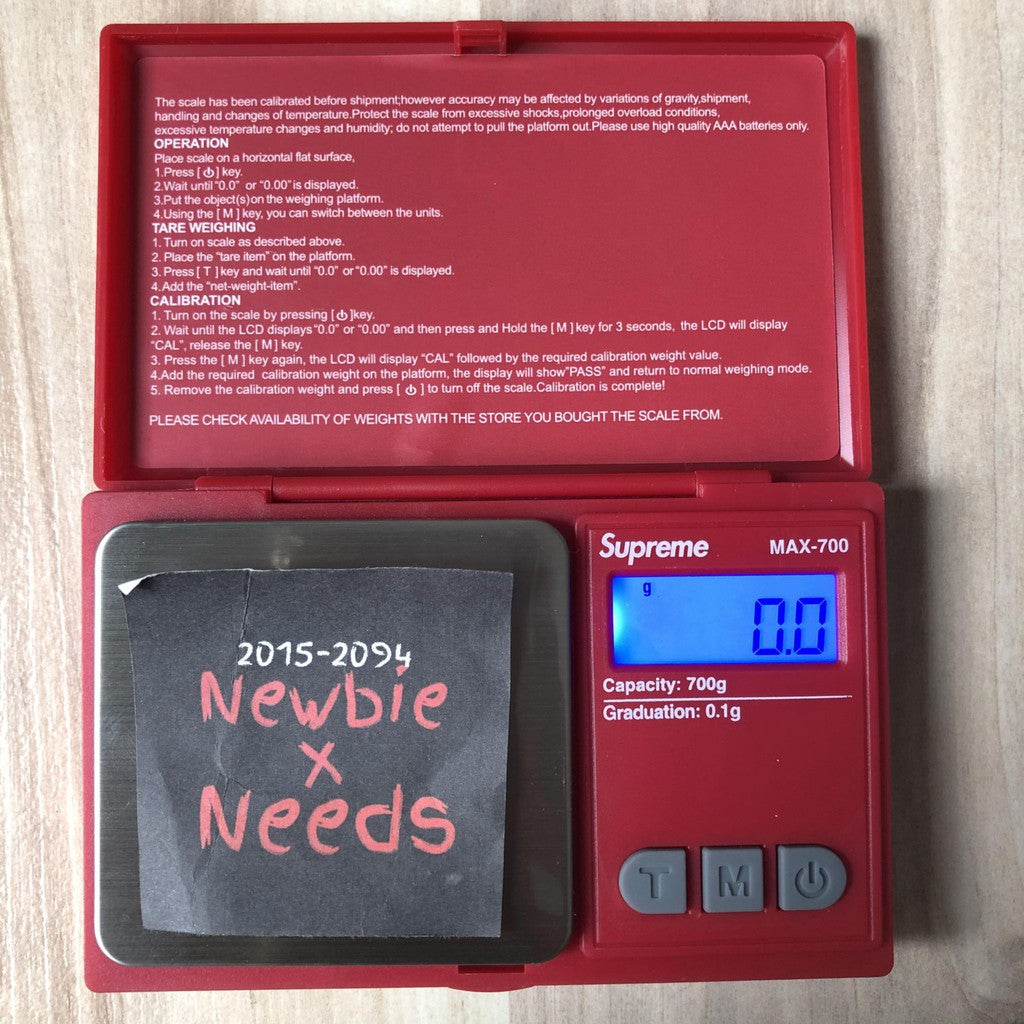 The scale has been calibrated before shipment;however accuracy may be affected by variations of gravity,shipment,
handling and changes of temperature.Protect the scale from excessive shocks,prolonged overload conditions,
excessive temperature changes and humidity; do not attempt to pull the platform out.Please use high quality AAA batteries only.
OPERATION
Place scale on a horizontal flat surface,
1.Press [⏻] key.
2.Wait until "0.0" or "0.00" is displayed.
3.Put the object(s) on the weighing platform.
4.Using the [ M ] key, you can switch between the units.
TARE WEIGHING
1. Turn on scale as described above.
2. Place the "tare item" on the platform.
3. Press [ T ] key and wait until "0.0" or "0.00" is displayed.
4.Add the "net-weight-item".
CALIBRATION
1. Turn on the scale by pressing [⏻]key.
2. Wait until the LCD displays "0.0" or "0.00" and then press and Hold the [ M ] key for 3 seconds, the LCD will display
"CAL", release the [ M ] key.
3. Press the [ M ] key again, the LCD will display "CAL" followed by the required calibration weight value.
4.Add the required calibration weight on the platform, the display will show"PASS" and return to normal weighing mode.
5. Remove the calibration weight and press [ ⏻ ] to turn off the scale.Calibration is complete!
PLEASE CHECK AVAILABILITY OF WEIGHTS WITH THE STORE YOU BOUGHT THE SCALE FROM.
2015-2094
Newbie
x
Needs
Supreme MAX-700
g
0.0
Capacity: 700g
Graduation: 0.1g
T M